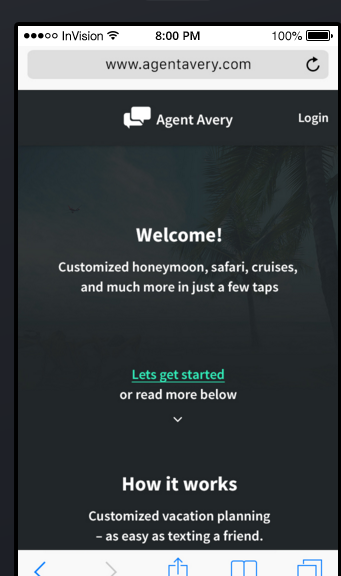 InVision 8:00 PM 100%
www.agentavery.com
Agent Avery Login
Welcome!
Customized honeymoon, safari, cruises,
and much more in just a few taps
Lets get started
or read more below
How it works
Customized vacation planning
– as easy as texting a friend.